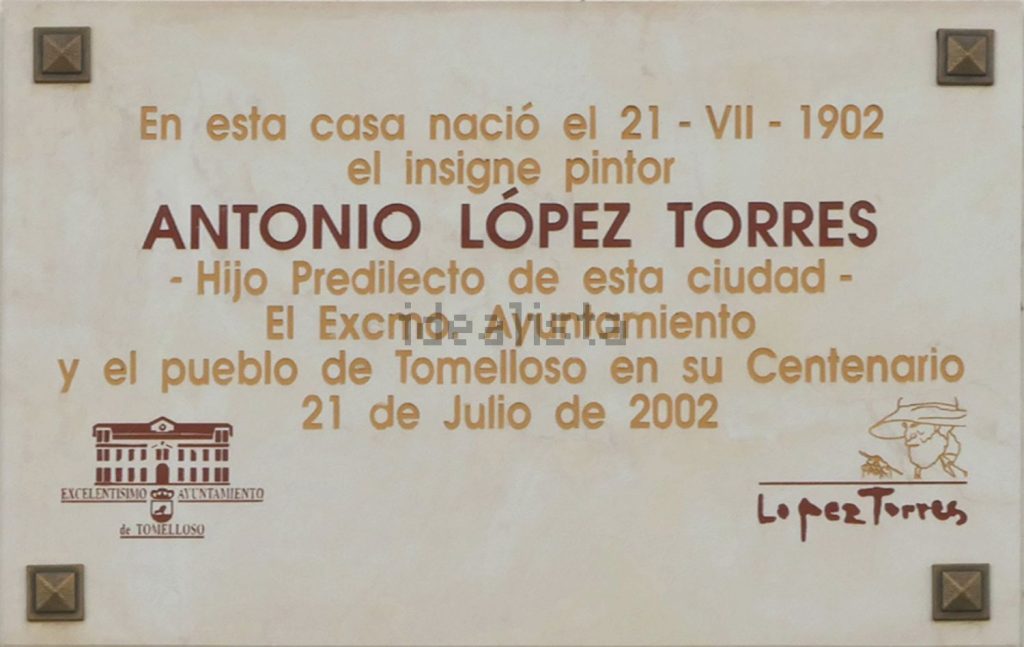 En esta casa nació el 21 - VII - 1902
el insigne pintor
ANTONIO LÓPEZ TORRES
- Hijo Predilecto de esta ciudad -
El Excmo. Ayuntamiento
idealista
y el pueblo de Tomelloso en su Centenario
21 de Julio de 2002
EXCELENTISIMO AYUNTAMIENTO
de TOMELLOSO
LopezTorres